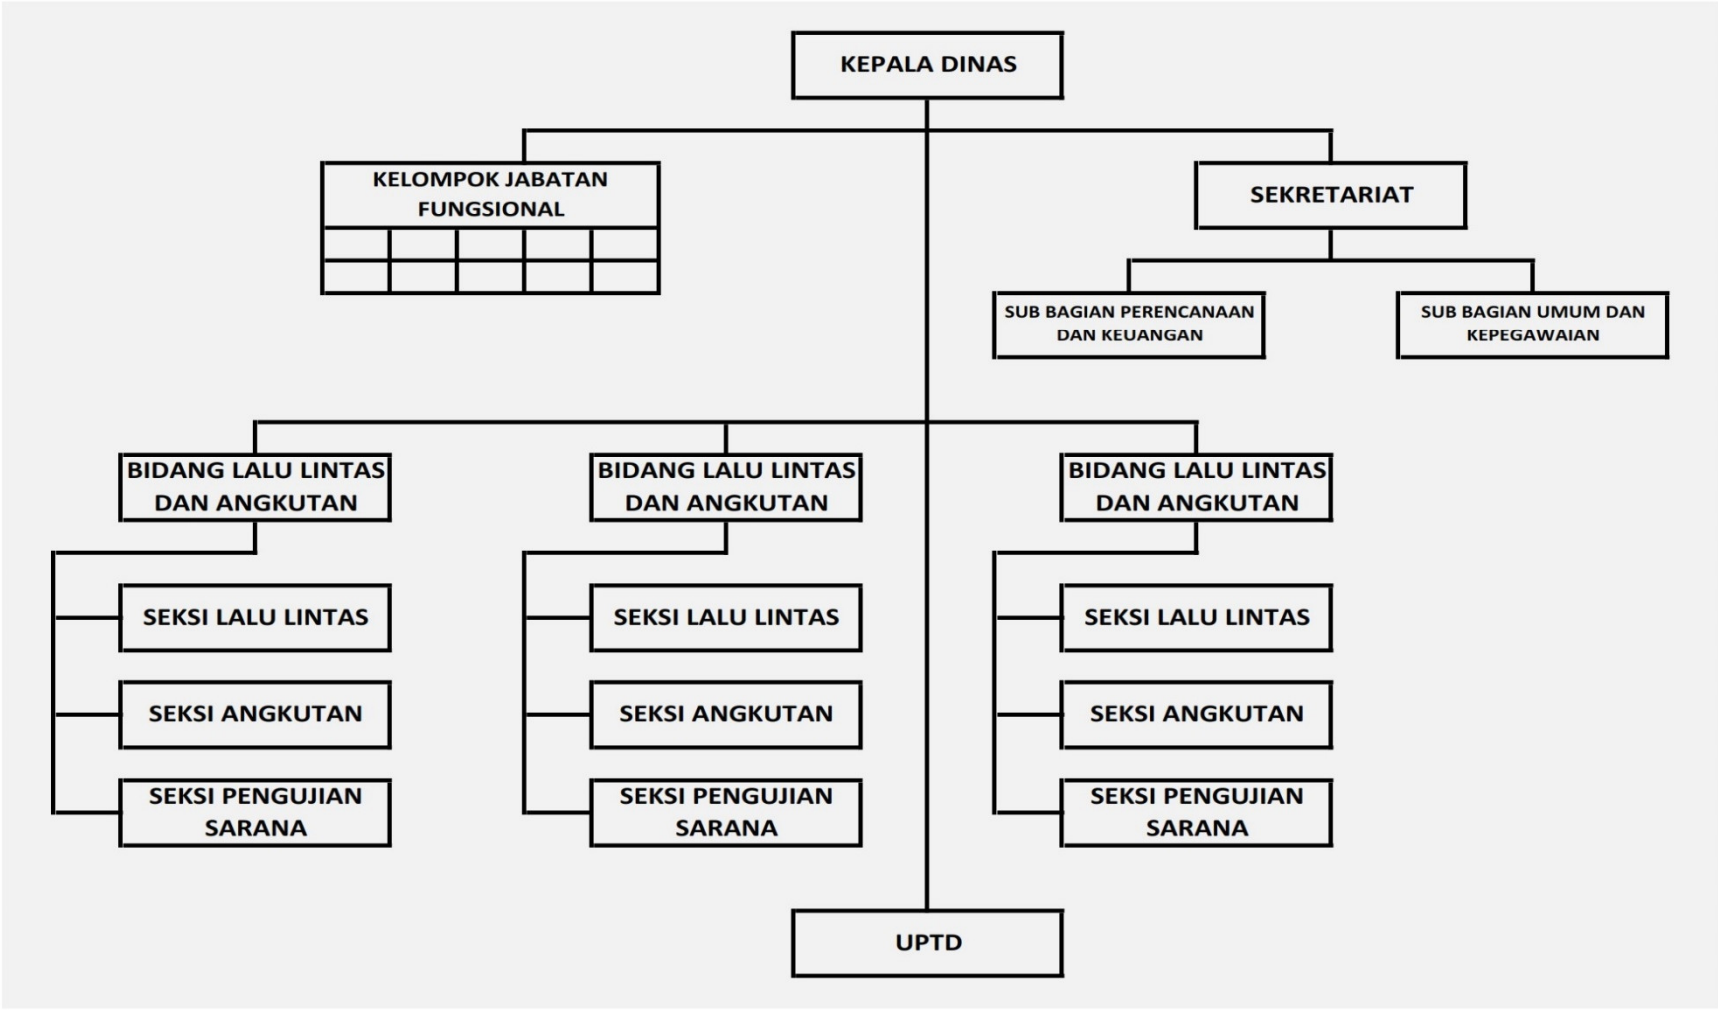 KEPALA DINAS
KELOMPOK JABATAN
FUNGSIONAL
SEKRETARIAT
SUB BAGIAN PERENCANAAN
DAN KEUANGAN
SUB BAGIAN UMUM DAN
KEPEGAWAIAN
BIDANG LALU LINTAS
DAN ANGKUTAN
SEKSI LALU LINTAS
SEKSI ANGKUTAN
SEKSI PENGUJIAN
SARANA
BIDANG LALU LINTAS
DAN ANGKUTAN
SEKSI LALU LINTAS
SEKSI ANGKUTAN
SEKSI PENGUJIAN
SARANA
BIDANG LALU LINTAS
DAN ANGKUTAN
SEKSI LALU LINTAS
SEKSI ANGKUTAN
SEKSI PENGUJIAN
SARANA
UPTD